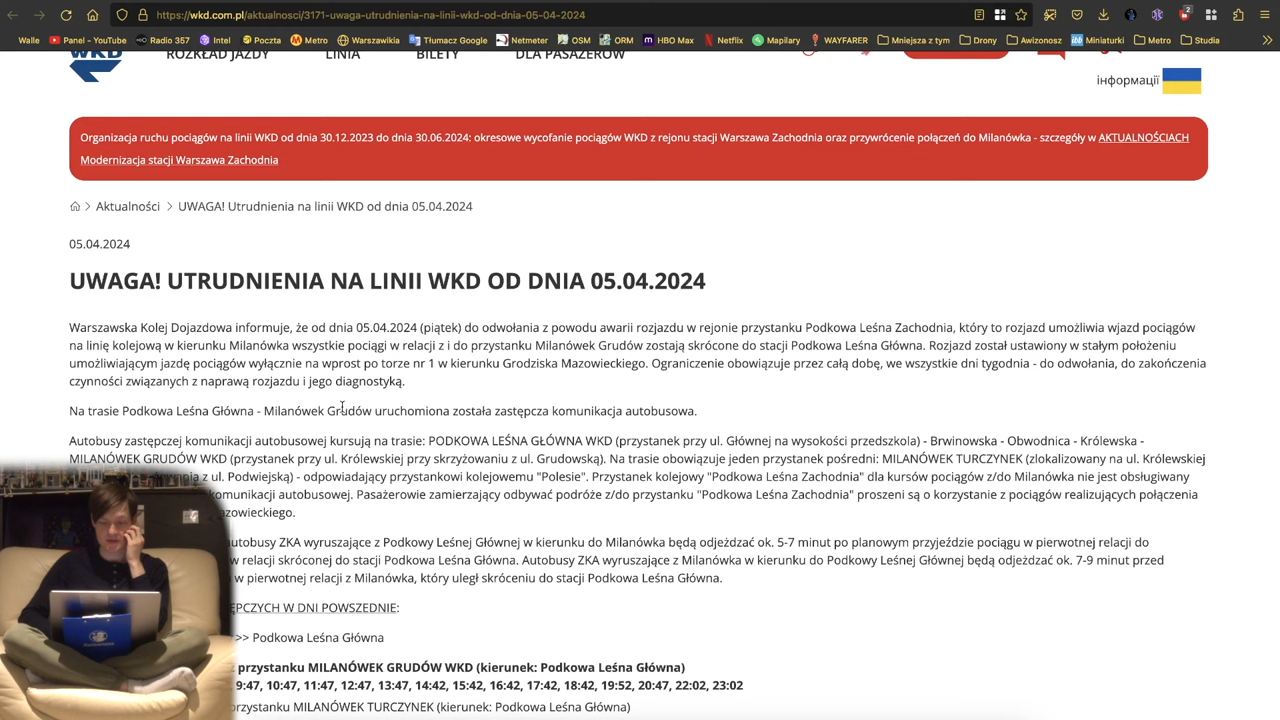 https://wkd.com.pl/aktualnosci/3171-uwaga-utrudnienia-na-linii-wkd-od-dnia-05-04-2024
2
Walle Panel - YouTube Radio 357 Intel Poczta Metro Warszawikia Tłumacz Google Netmeter OSM ORM HBO Max Netflix Mapilary WAYFARER Mniejsza z tym Drony Awizonosz Miniaturki Metro Studia
WKD ROZKŁAD JAZDY LINIA BILETY DLA PASAŻERÓW
інформації
Organizacja ruchu pociągów na linii WKD od dnia 30.12.2023 do dnia 30.06.2024: okresowe wycofanie pociągów WKD z rejonu stacji Warszawa Zachodnia oraz przywrócenie połączeń do Milanówka - szczegóły w AKTUALNOŚCIACH
Modernizacja stacji Warszawa Zachodnia
Aktualności > UWAGA! Utrudnienia na linii WKD od dnia 05.04.2024
05.04.2024
UWAGA! UTRUDNIENIA NA LINII WKD OD DNIA 05.04.2024
Warszawska Kolej Dojazdowa informuje, że od dnia 05.04.2024 (piątek) do odwołania z powodu awarii rozjazdu w rejonie przystanku Podkowa Leśna Zachodnia, który to rozjazd umożliwia wjazd pociągów
na linię kolejową w kierunku Milanówka wszystkie pociągi w relacji z i do przystanku Milanówek Grudów zostają skrócone do stacji Podkowa Leśna Główna. Rozjazd został ustawiony w stałym położeniu
umożliwiającym jazdę pociągów wyłącznie na wprost po torze nr 1 w kierunku Grodziska Mazowieckiego. Ograniczenie obowiązuje przez całą dobę, we wszystkie dni tygodnia - do odwołania, do zakończenia
czynności związanych z naprawą rozjazdu i jego diagnostyką.
Na trasie Podkowa Leśna Główna - Milanówek Grudów uruchomiona została zastępcza komunikacja autobusowa.
Autobusy zastępczej komunikacji autobusowej kursują na trasie: PODKOWA LEŚNA GŁÓWNA WKD (przystanek przy ul. Głównej na wysokości przedszkola) - Brwinowska - Obwodnica - Królewska -
MILANÓWEK GRUDÓW WKD (przystanek przy ul. Królewskiej przy skrzyżowaniu z ul. Grudowską). Na trasie obowiązuje jeden przystanek pośredni: MILANÓWEK TURCZYNEK (zlokalizowany na ul. Królewskiej
z ul. Podwiejską) - odpowiadający przystankowi kolejowemu "Polesie". Przystanek kolejowy "Podkowa Leśna Zachodnia" dla kursów pociągów z/do Milanówka nie jest obsługiwany
komunikacji autobusowej. Pasażerowie zamierzający odbywać podróże z/do przystanku "Podkowa Leśna Zachodnia" proszeni są o korzystanie z pociągów realizujących połączenia
autobusy ZKA wyruszające z Podkowy Leśnej Głównej w kierunku do Milanówka będą odjeżdżać ok. 5-7 minut po planowym przyjeździe pociągu w pierwotnej relacji do
w relacji skróconej do stacji Podkowa Leśna Główna. Autobusy ZKA wyruszające z Milanówka w kierunku do Podkowy Leśnej Głównej będą odjeżdżać ok. 7-9 minut przed
w pierwotnej relacji z Milanówka, który uległ skróceniu do stacji Podkowa Leśna Główna.
W DNI POWSZEDNIE:
>> Podkowa Leśna Główna
z przystanku MILANÓWEK GRUDÓW WKD (kierunek: Podkowa Leśna Główna)
9:47, 10:47, 11:47, 12:47, 13:47, 14:42, 15:42, 16:42, 17:42, 18:42, 19:52, 20:47, 22:02, 23:02
przystanku MILANÓWEK TURCZYNEK (kierunek: Podkowa Leśna Główna)